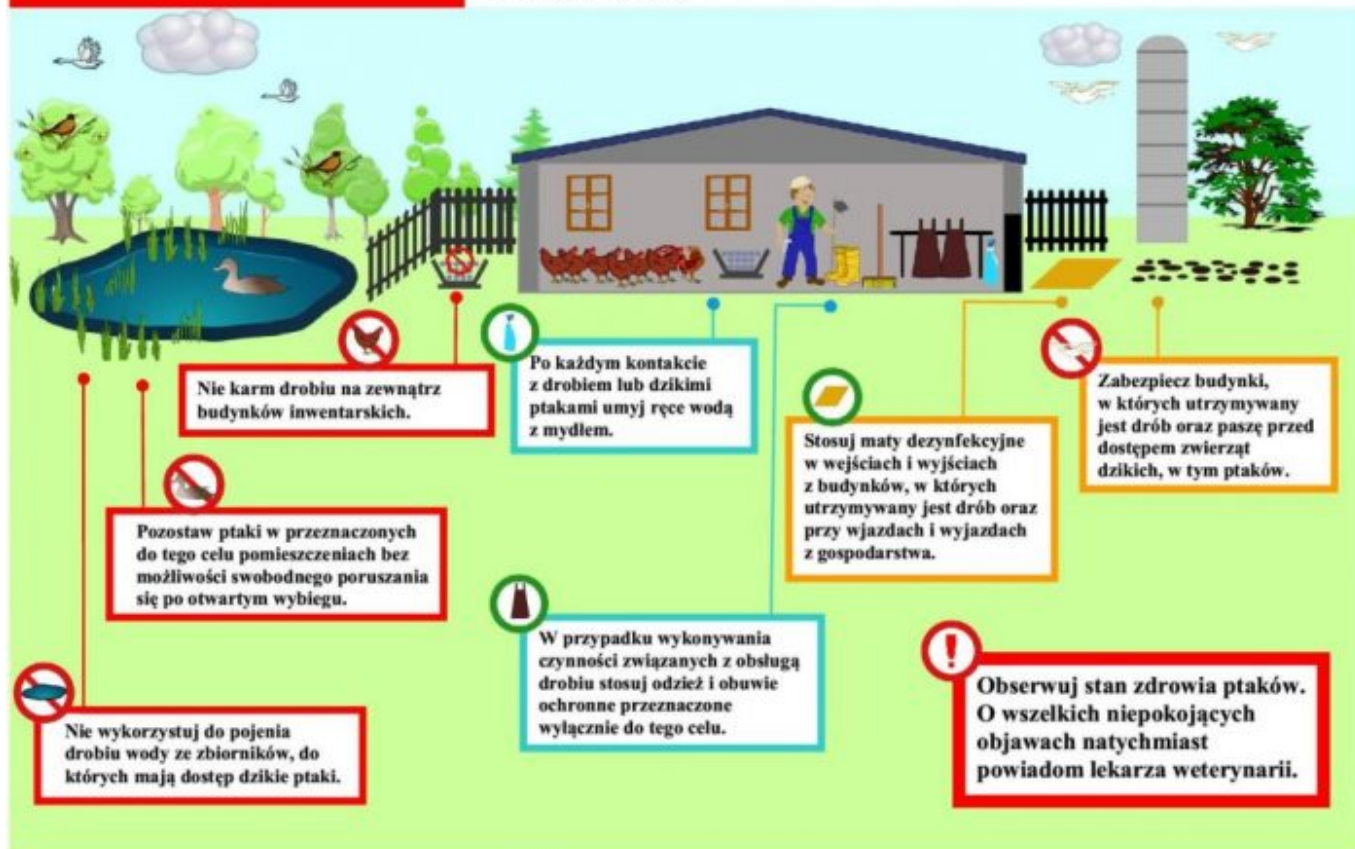 Nie karm drobiu na zewnątrz
budynków inwentarskich.
Po każdym kontakcie
z drobiem lub dzikimi
ptakami umyj ręce wodą
z mydłem.
Stosuj maty dezynfekcyjne
w wejściach i wyjściach
z budynków, w których
utrzymywany jest drób oraz
przy wjazdach i wyjazdach
z gospodarstwa.
Zabezpiecz budynki,
w których utrzymywany
jest drób oraz paszę przed
dostępem zwierząt
dzikich, w tym ptaków.
Pozostaw ptaki w przeznaczonych
do tego celu pomieszczeniach bez
możliwości swobodnego poruszania
się po otwartym wybiegu.
W przypadku wykonywania
czynności związanych z obsługą
drobiu stosuj odzież i obuwie
ochronne przeznaczone
wyłącznie do tego celu.
Nie wykorzystuj do pojenia
drobiu wody ze zbiorników, do
których mają dostęp dzikie ptaki.
Obserwuj stan zdrowia ptaków.
O wszelkich niepokojących
objawach natychmiast
powiadom lekarza weterynarii.